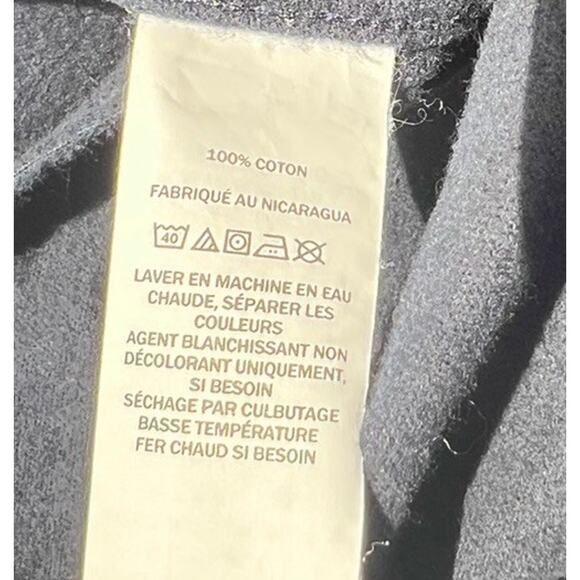 100% COTON
FABRIQUÉ AU NICARAGUA
40
LAVER EN MACHINE EN EAU
CHAUDE, SÉPARER LES
COULEURS
AGENT BLANCHISSANT NON
DÉCOLORANT UNIQUEMENT,
SI BESOIN
SÉCHAGE PAR CULBUTAGE
BASSE TEMPÉRATURE
FER CHAUD SI BESOIN